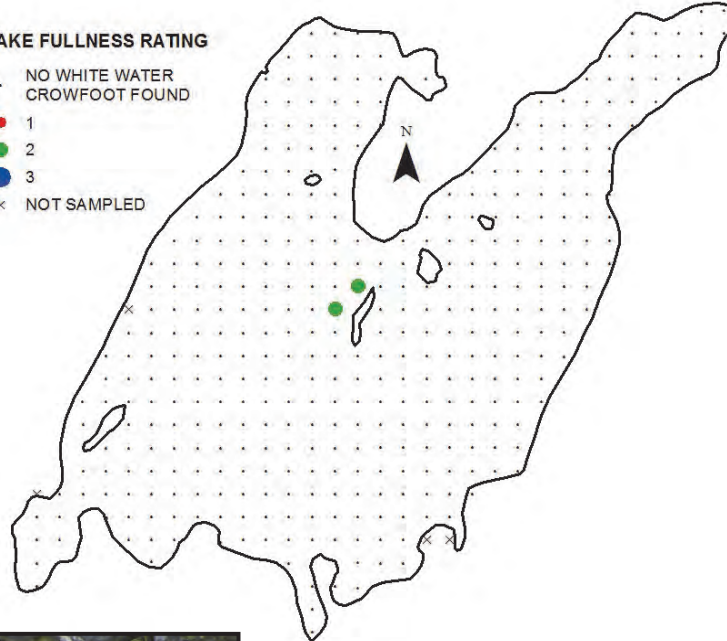 AKE FULLNESS RATING
NO WHITE WATER
CROWFOOT FOUND
1
2
3
NOT SAMPLED
N